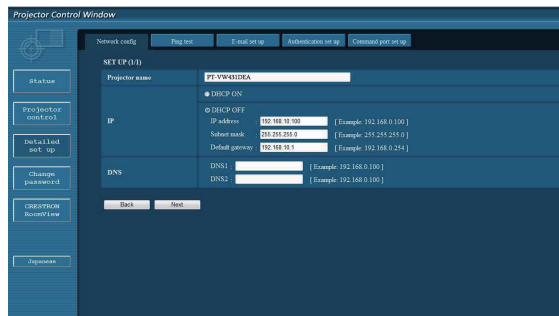 Projector Control Window
Network config Ping test E-mail set up Authentication set up Command port set up
SET UP (1/1)
Projector name PT-VW431DEA
DHCP ON
IP
DHCP OFF
IP address : 192.168.10.100 [ Example: 192.168.0.100 ]
Subnet mask : 255.255.255.0 [ Example: 255.255.255.0 ]
Default gateway : 192.168.10.1 [ Example: 192.168.0.254 ]
DNS
DNS1 : [ Example: 192.168.0.100 ]
DNS2 : [ Example: 192.168.0.100 ]
Back Next
Status
Projector
control
Detailed
set up
Change
password
CRESTRON
RoomView
Japanese